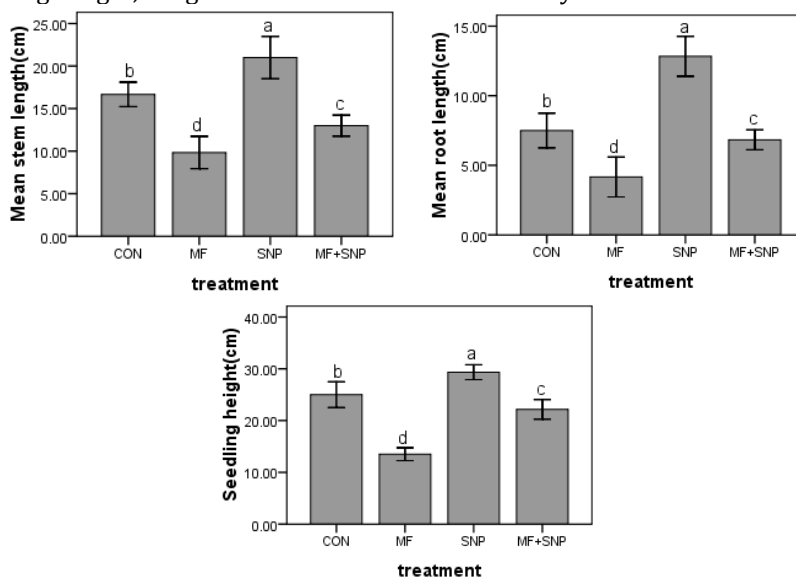 Mean stem length(cm)
25.00
20.00
15.00
10.00
5.00
0.00
b
d
a
c
CON MF SNP MF+SNP
treatment
Mean root length(cm)
15.00
10.00
5.00
0.00
b
d
a
c
CON MF SNP MF+SNP
treatment
Seedling height(cm)
40.00
30.00
20.00
10.00
0.00
b
d
a
c
CON MF SNP MF+SNP
treatment